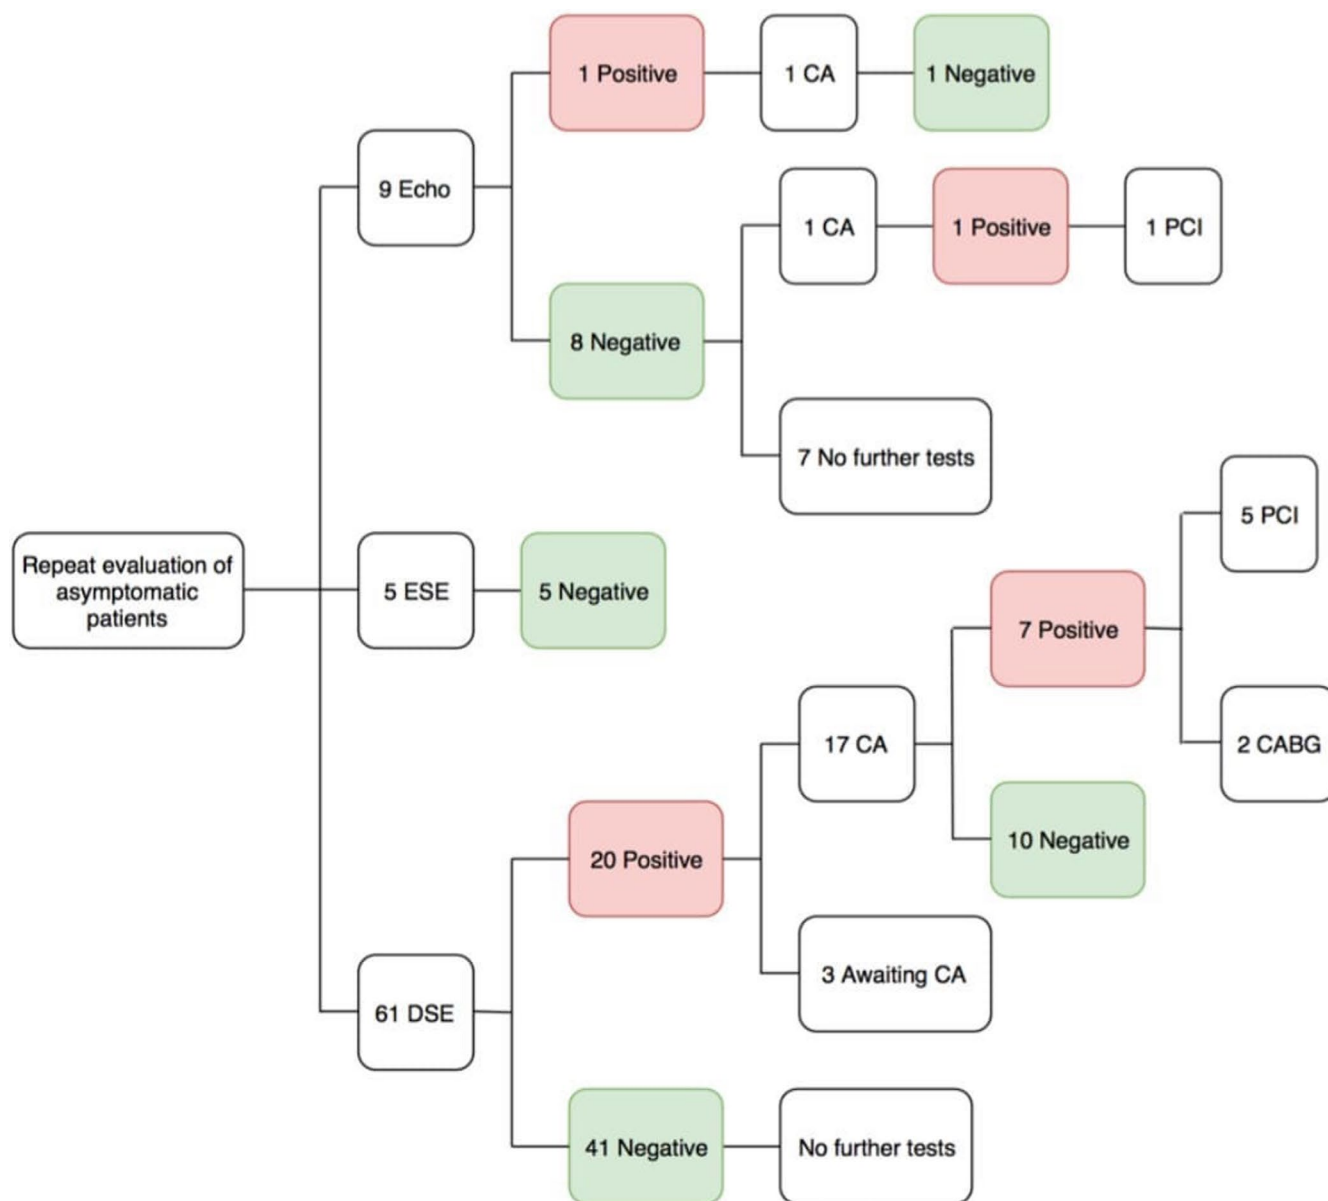 1 Positive
1 CA
1 Negative
9 Echo
1 CA
1 Positive
1 PCI
8 Negative
7 No further tests
Repeat evaluation of
asymptomatic
patients
5 ESE
5 Negative
5 PCI
7 Positive
17 CA
2 CABG
10 Negative
20 Positive
3 Awaiting CA
61 DSE
41 Negative
No further tests